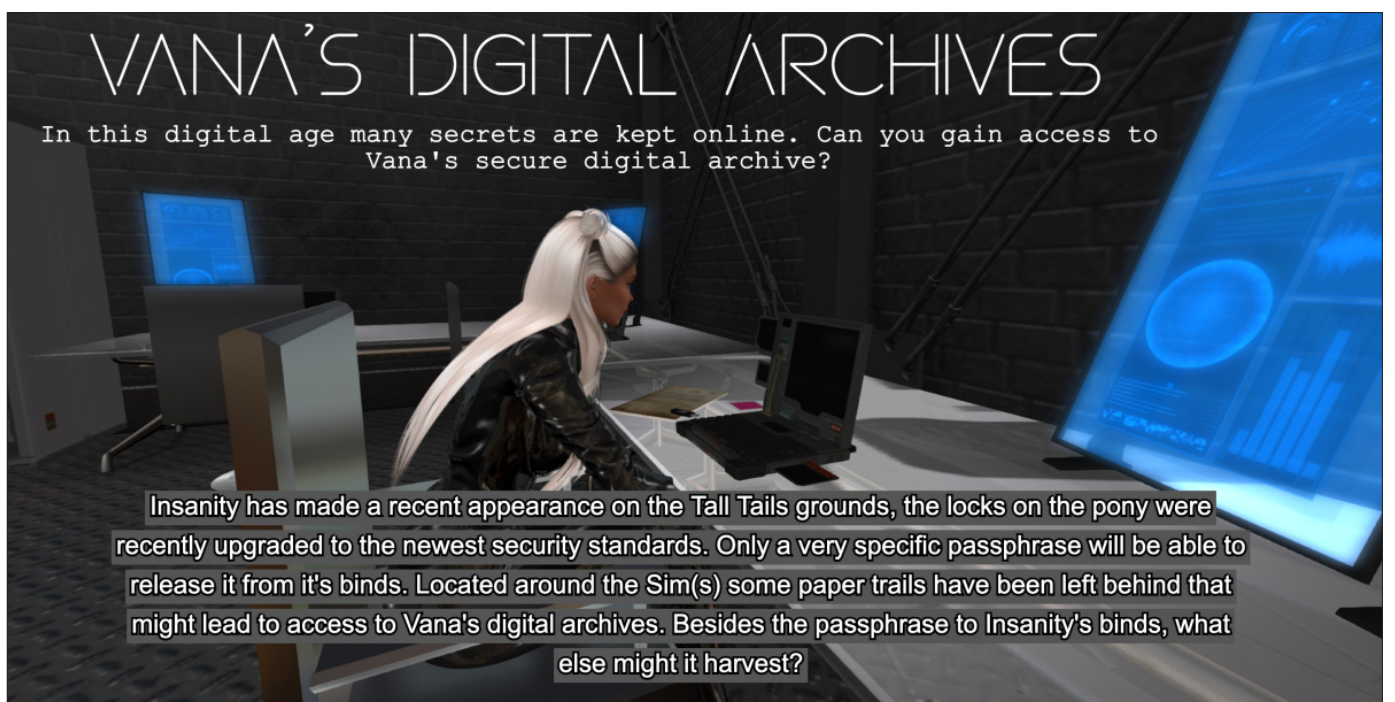 VANA'S DIGITAL ARCHIVES
In this digital age many secrets are kept online. Can you gain access to
Vana's secure digital archive?
Insanity has made a recent appearance on the Tall Tails grounds, the locks on the pony were
recently upgraded to the newest security standards. Only a very specific passphrase will be able to
release it from it's binds. Located around the Sim(s) some paper trails have been left behind that
might lead to access to Vana's digital archives. Besides the passphrase to Insanity's binds, what
else might it harvest?